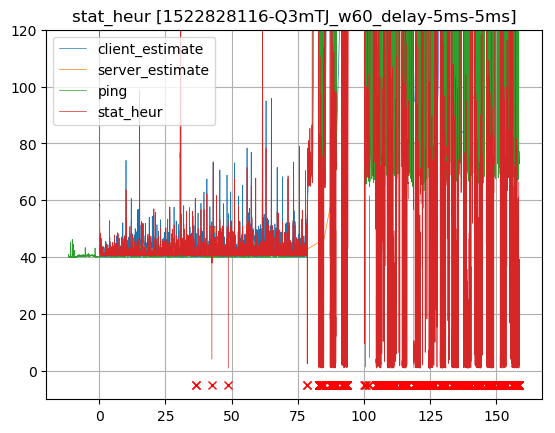 stat_heur [1522828116-Q3mTJ_w60_delay-5ms-5ms]
client_estimate
server_estimate
ping
stat_heur
120
100
80
60
40
20
0
0 25 50 75 100 125 150